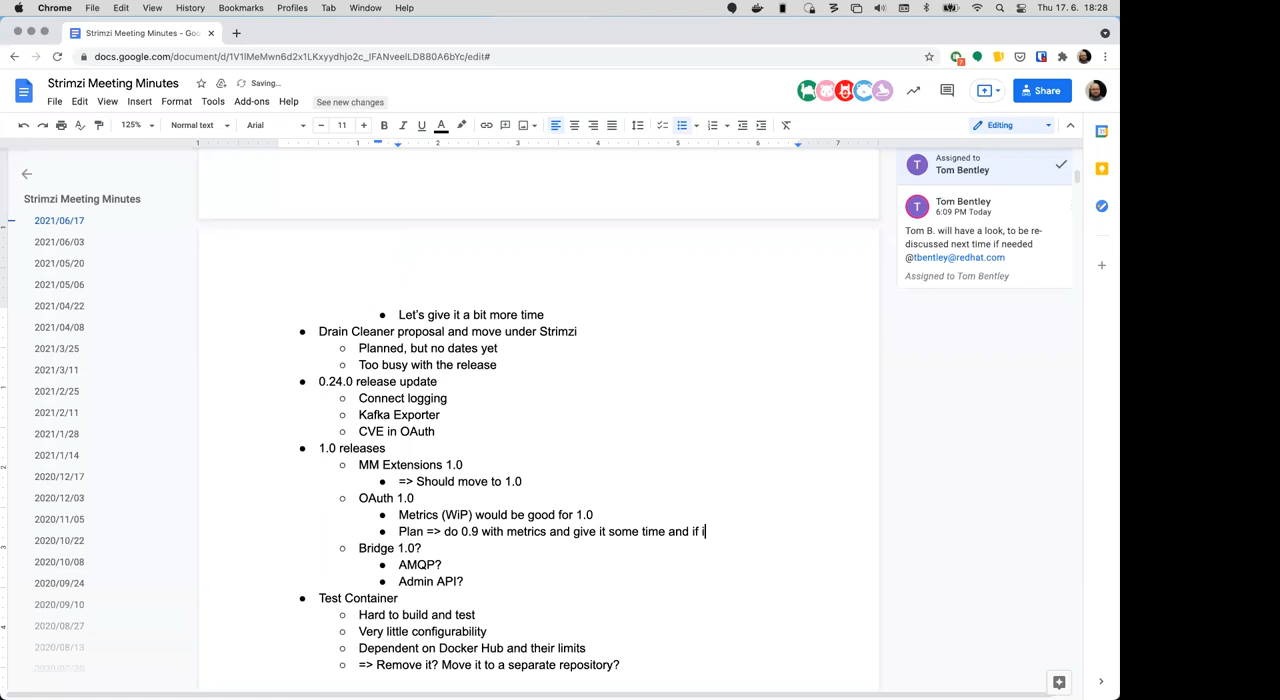 Chrome File Edit View History Bookmarks Profiles Tab Window Help Thu 17. 6. 18:28
Strimzi Meeting Minutes - Goo
docs.google.com/document/d/1V1lMeMwn6d2x1LKxyydhjo2c_lFANveelLD880A6bYc/edit#
Strimzi Meeting Minutes Saving...
File Edit View Insert Format Tools Add-ons Help See new changes
Share
125% Normal text Arial 11 Editing
1 1 2 3 4 5 6 7
Strimzi Meeting Minutes
2021/06/17
2021/06/03
2021/05/20
2021/05/06
2021/04/22
2021/04/08
2021/3/25
2021/3/11
2021/2/25
2021/2/11
2021/1/28
2021/1/14
2020/12/17
2020/12/03
2020/11/05
2020/10/22
2020/10/08
2020/09/24
2020/09/10
2020/08/27
2020/08/13
Let's give it a bit more time
Drain Cleaner proposal and move under Strimzi
Planned, but no dates yet
Too busy with the release
0.24.0 release update
Connect logging
Kafka Exporter
CVE in OAuth
1.0 releases
MM Extensions 1.0
=> Should move to 1.0
OAuth 1.0
Metrics (WiP) would be good for 1.0
Plan => do 0.9 with metrics and give it some time and if i
Bridge 1.0?
AMQP?
Admin API?
Test Container
Hard to build and test
Very little configurability
Dependent on Docker Hub and their limits
=> Remove it? Move it to a separate repository?
T
Assigned to
Tom Bentley
T
Tom Bentley
6:09 PM Today
Tom B. will have a look, to be re-
discussed next time if needed
@tbentley@redhat.com
Assigned to Tom Bentley